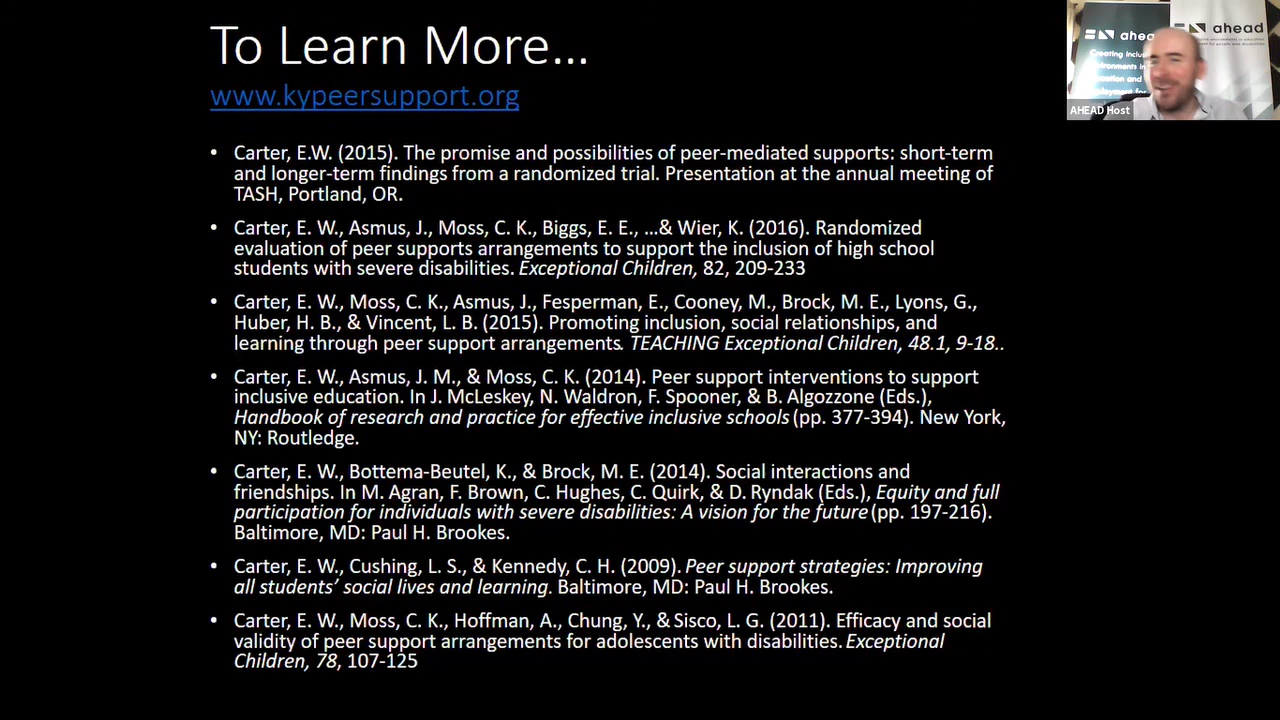 To Learn More...
www.kypeersupport.org
• Carter, E.W. (2015). The promise and possibilities of peer-mediated supports: short-term
and longer-term findings from a randomized trial. Presentation at the annual meeting of
TASH, Portland, OR.
• Carter, E. W., Asmus, J., Moss, C. K., Biggs, E. E., …& Wier, K. (2016). Randomized
evaluation of peer supports arrangements to support the inclusion of high school
students with severe disabilities. Exceptional Children, 82, 209-233
• Carter, E. W., Moss, C. K., Asmus, J., Fesperman, E., Cooney, M., Brock, M. E., Lyons, G.,
Huber, H. B., & Vincent, L. B. (2015). Promoting inclusion, social relationships, and
learning through peer support arrangements. TEACHING Exceptional Children, 48.1, 9-18..
• Carter, E. W., Asmus, J. M., & Moss, C. K. (2014). Peer support interventions to support
inclusive education. In J. McLeskey, N. Waldron, F. Spooner, & B. Algozzone (Eds.),
Handbook of research and practice for effective inclusive schools (pp. 377-394). New York,
NY: Routledge.
• Carter, E. W., Bottema-Beutel, K., & Brock, M. E. (2014). Social interactions and
friendships. In M. Agran, F. Brown, C. Hughes, C. Quirk, & D. Ryndak (Eds.), Equity and full
participation for individuals with severe disabilities: A vision for the future (pp. 197-216).
Baltimore, MD: Paul H. Brookes.
• Carter, E. W., Cushing, L. S., & Kennedy, C. H. (2009). Peer support strategies: Improving
all students’ social lives and learning. Baltimore, MD: Paul H. Brookes.
• Carter, E. W., Moss, C. K., Hoffman, A., Chung, Y., & Sisco, L. G. (2011). Efficacy and social
validity of peer support arrangements for adolescents with disabilities. Exceptional
Children, 78, 107-125
ahead
Creating
AHEAD Host
ahead